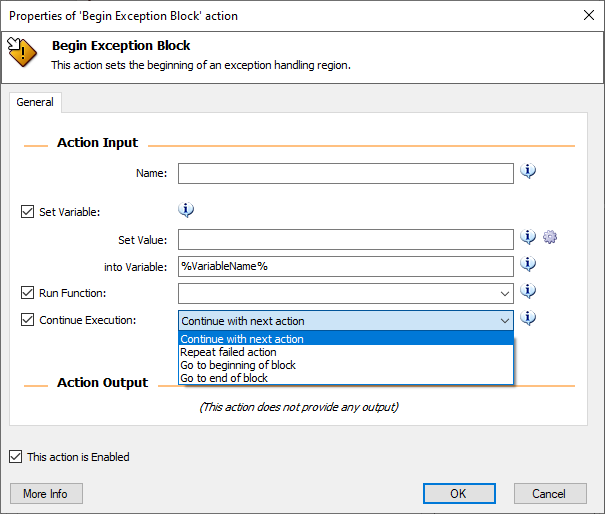 Properties of 'Begin Exception Block' action
Begin Exception Block
This action sets the beginning of an exception handling region.
General
Action Input
Name:
Set Variable:
Set Value:
into Variable: %VariableName%
Run Function:
Continue Execution: Continue with next action
Continue with next action
Repeat failed action
Go to beginning of block
Go to end of block
Action Output
(This action does not provide any output)
This action is Enabled
More Info OK Cancel